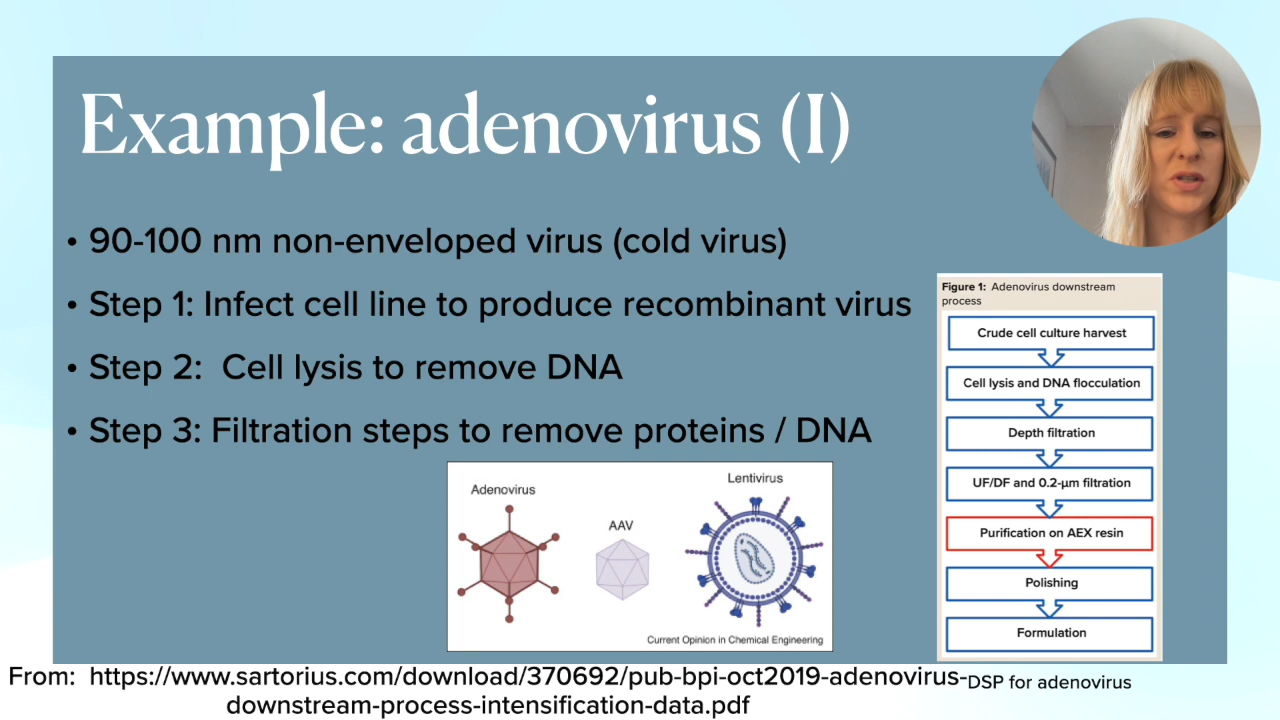 Example: adenovirus (I)
• 90-100 nm non-enveloped virus (cold virus)
• Step 1: Infect cell line to produce recombinant virus
• Step 2:  Cell lysis to remove DNA
• Step 3: Filtration steps to remove proteins / DNA
Adenovirus
AAV
Lentivirus
Current Opinion in Chemical Engineering
Figure 1: Adenovirus downstream
process
Crude cell culture harvest
Cell lysis and DNA flocculation
Depth filtration
UF/DF and 0.2-µm filtration
Purification on AEX resin
Polishing
Formulation
From:  https://www.sartorius.com/download/370692/pub-bpi-oct2019-adenovirus-
downstream-process-intensification-data.pdf
DSP for adenovirus